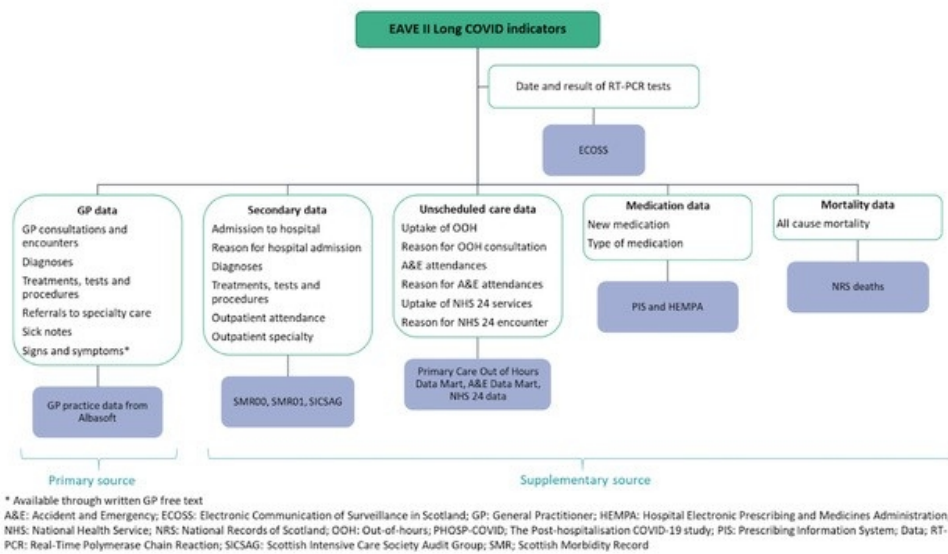 EAVE II Long COVID indicators
Date and result of RT-PCR tests
ECOSS
GP data
GP consultations and
encounters
Diagnoses
Treatments, tests and
procedures
Referrals to specialty care
Sick notes
Signs and symptoms*
GP practice data from
Albasoft
Secondary data
Admission to hospital
Reason for hospital admission
Diagnoses
Treatments, tests and
procedures
Outpatient attendance
Outpatient specialty
SMR00, SMR01, SICSAG
Unscheduled care data
Uptake of OOH
Reason for OOH consultation
A&E attendances
Reason for A&E attendances
Uptake of NHS 24 services
Reason for NHS 24 encounter
Primary Care Out of Hours
Data Mart, A&E Data Mart,
NHS 24 data
Medication data
New medication
Type of medication
PIS and HEMPA
Mortality data
All cause mortality
NRS deaths
Primary source
Supplementary source
* Available through written GP free text
A&E: Accident and Emergency; ECOSS: Electronic Communication of Surveillance in Scotland; GP: General Practitioner; HEMPA: Hospital Electronic Prescribing and Medicines Administration
NHS: National Health Service; NRS: National Records of Scotland; OOH: Out-of-hours; PHOSP-COVID; The Post-hospitalisation COVID-19 study; PIS: Prescribing Information System; Data; RT-
PCR: Real-Time Polymerase Chain Reaction; SICSAG: Scottish Intensive Care Society Audit Group; SMR; Scottish Morbidity Record